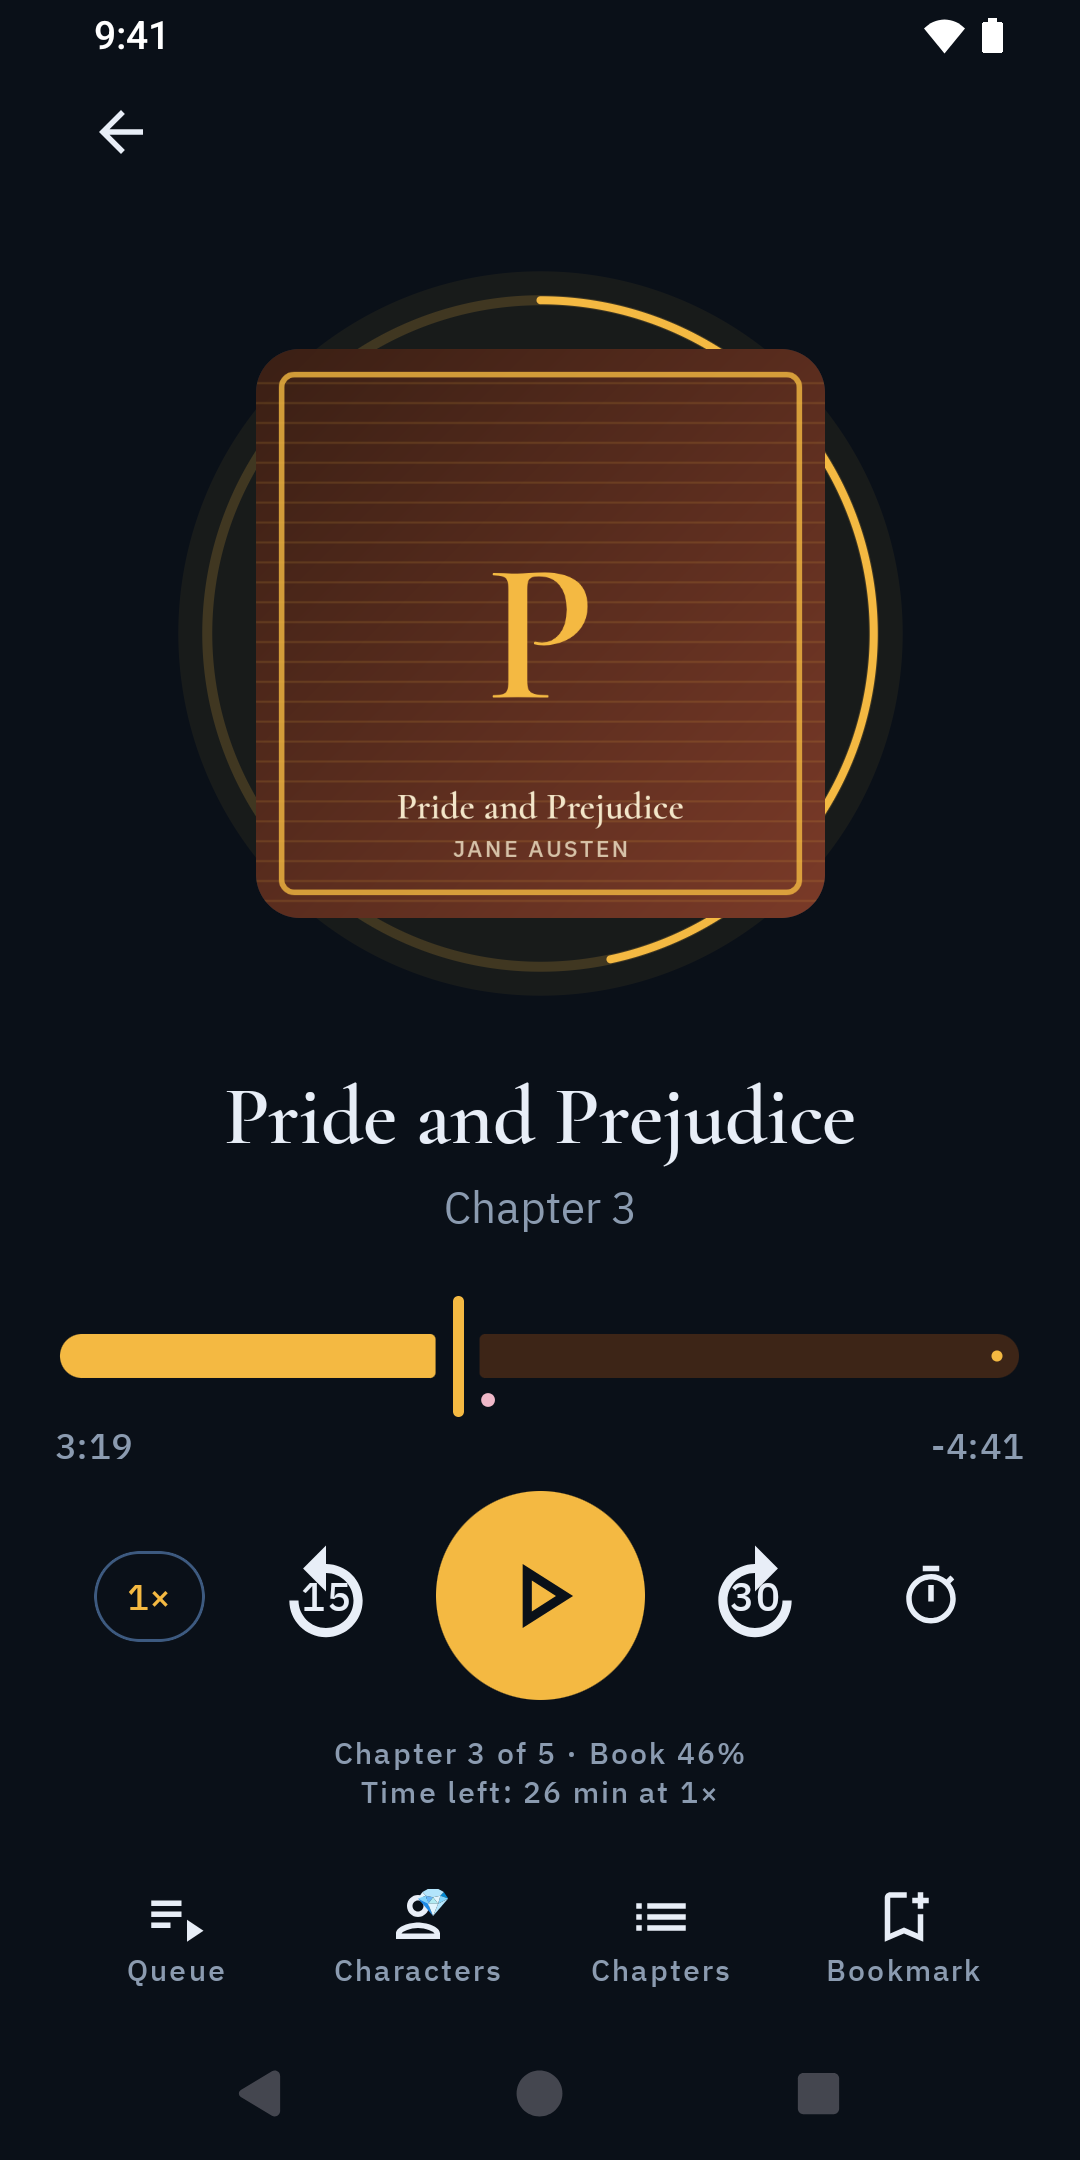 9:41
P
Pride and Prejudice
JANE AUSTEN
Pride and Prejudice
Chapter 3
3:19 -4:41
1× 15 30
Chapter 3 of 5 · Book 46%
Time left: 26 min at 1×
Queue Characters Chapters Bookmark